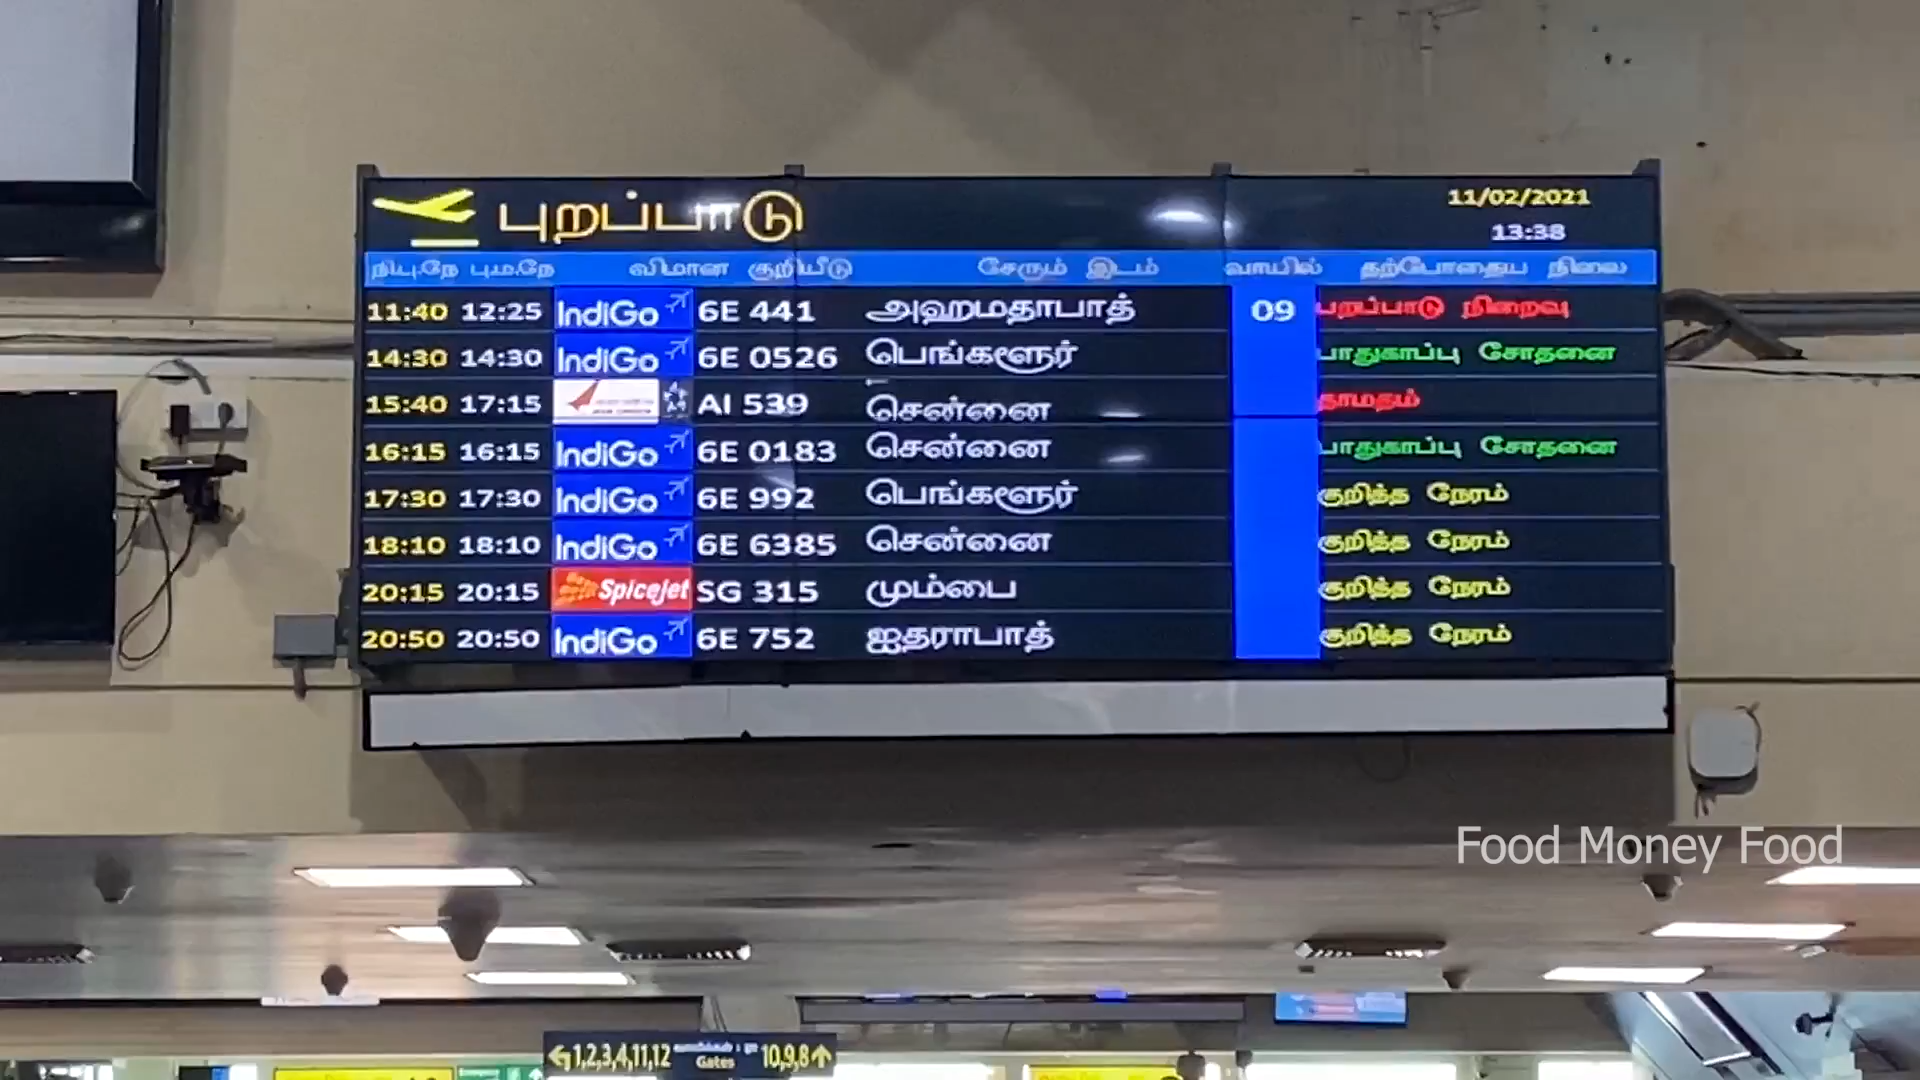 புறப்பாடு
11/02/2021
13:38
நி.பு.நே பு.ம.நே விமான குறியீடு சேரும் இடம் வாயில் தற்போதைய நிலை
11:40 12:25 IndiGo 6E 441 அஹமதாபாத் 09 பறப்பாடு நிறைவு
14:30 14:30 IndiGo 6E 0526 பெங்களூர் பாதுகாப்பு சோதனை
15:40 17:15 AI 539 சென்னை தாமதம்
16:15 16:15 IndiGo 6E 0183 சென்னை பாதுகாப்பு சோதனை
17:30 17:30 IndiGo 6E 992 பெங்களூர் குறித்த நேரம்
18:10 18:10 IndiGo 6E 6385 சென்னை குறித்த நேரம்
20:15 20:15 Spicejet SG 315 மும்பை குறித்த நேரம்
20:50 20:50 IndiGo 6E 752 ஐதராபாத் குறித்த நேரம்
Food Money Food
1,2,3,4,11,12 Gates 10,9,8